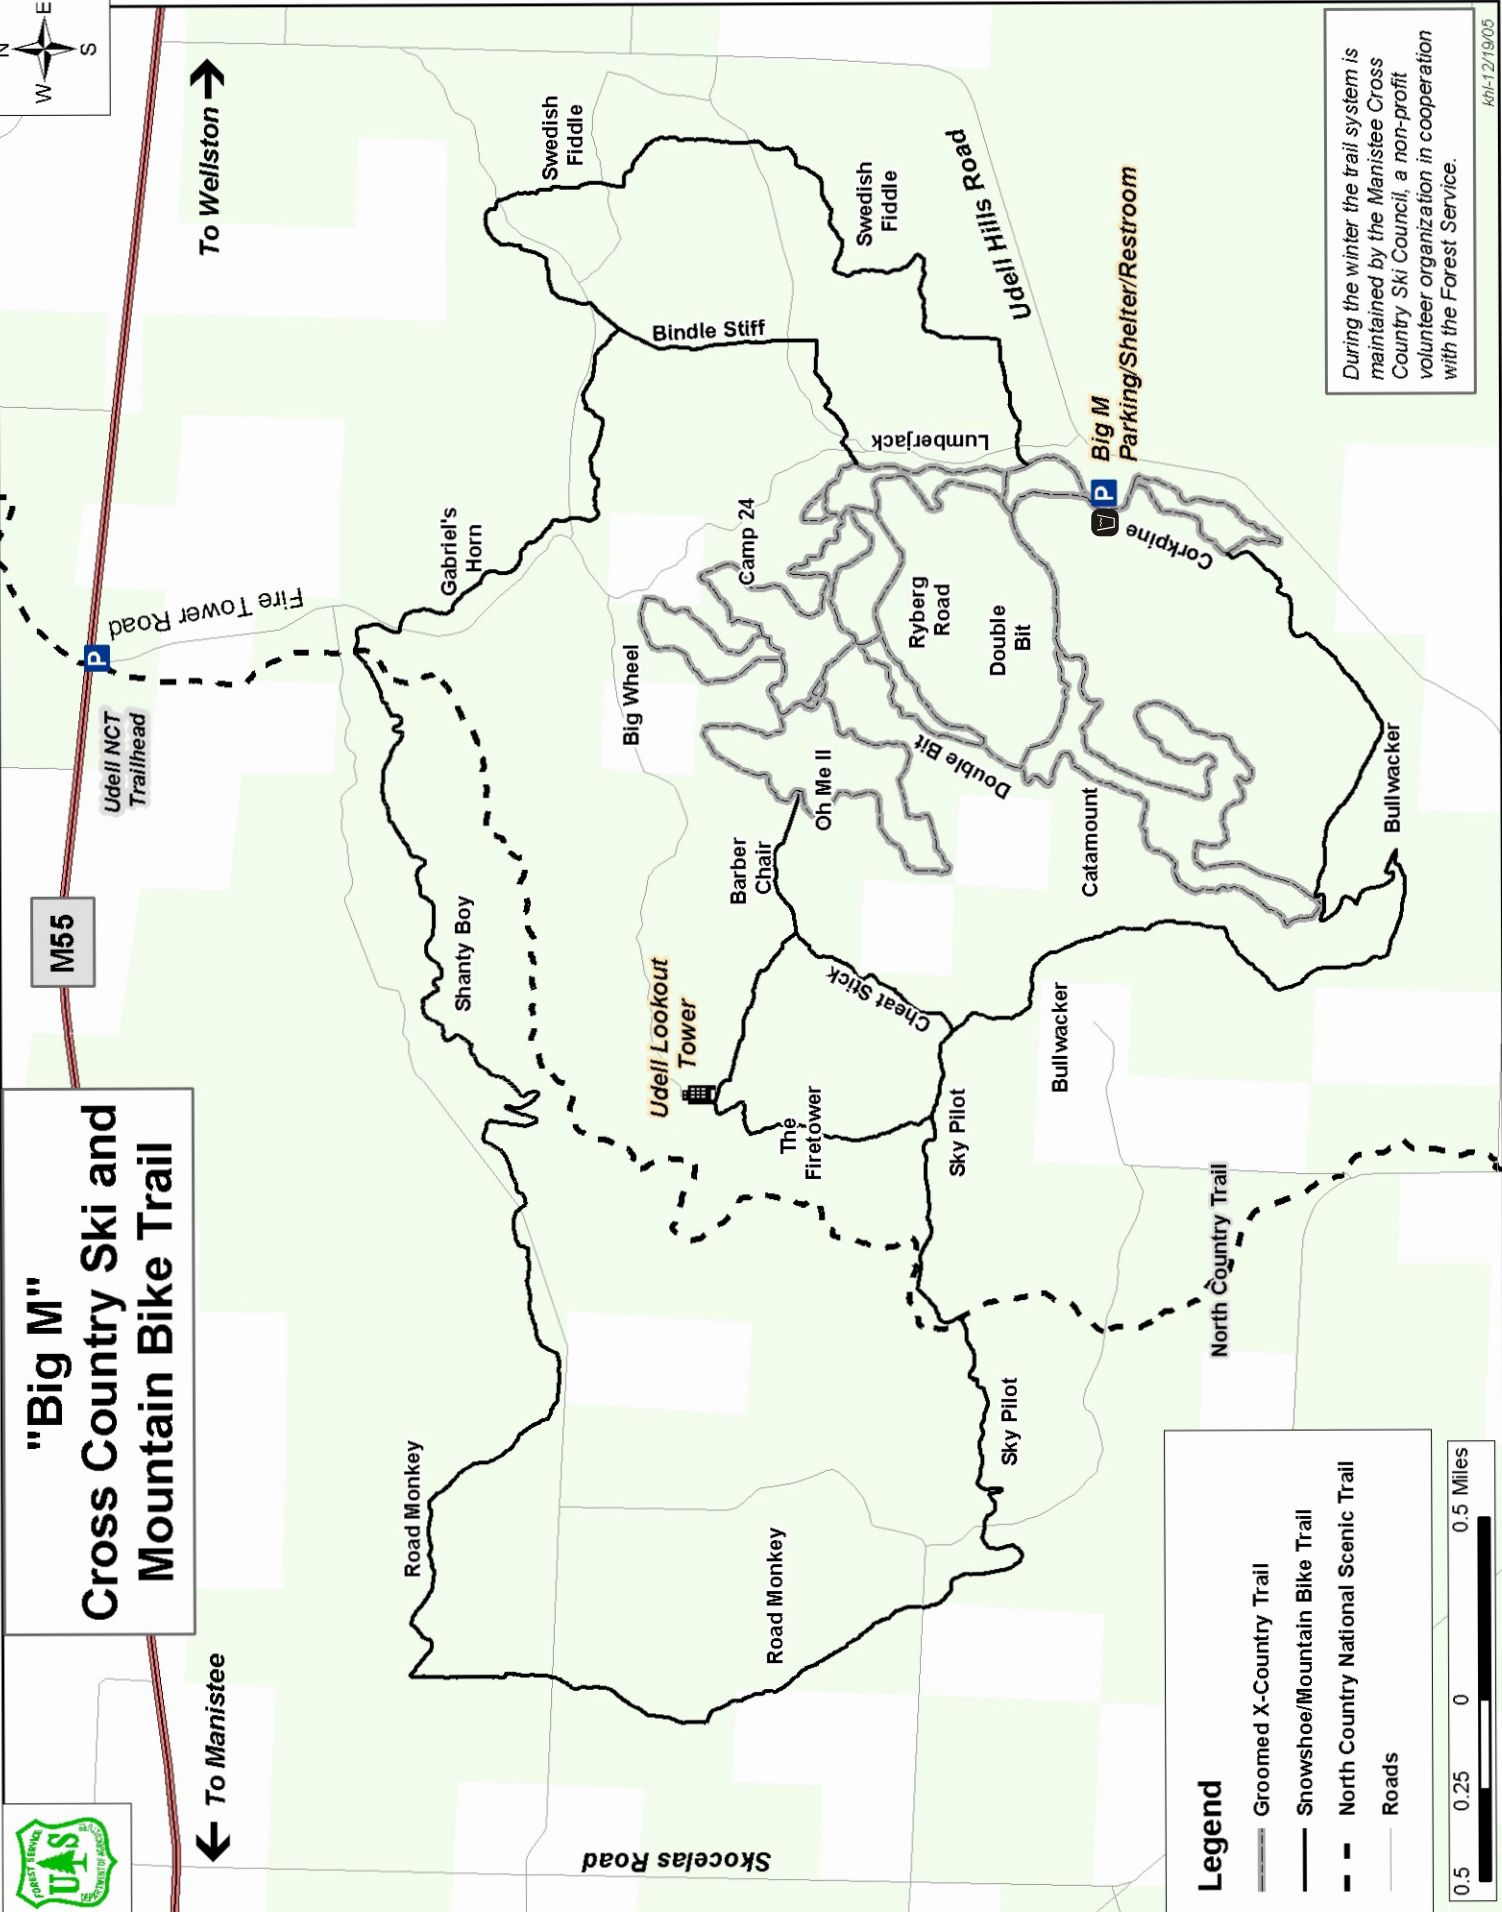 "Big M"
Cross Country Ski and
Mountain Bike Trail
FOREST SERVICE
UAS
DEPARTMENT OF AGRICULTURE
M55
N
W
E
S
To Manistee
To Wellston
Udell NCT
Trailhead
P
Fire Tower Road
Gabriel's
Horn
Swedish
Fiddle
Swedish
Fiddle
Bindle Stiff
Udell Hills Road
Lumberjack
Big M
Parking/Shelter/Restroom
P
Corkpine
Camp 24
Big Wheel
Ryberg
Road
Double
Bit
Double Bit
Oh Me II
Catamount
Barber
Chair
Cheat Stick
Bullwacker
Bullwacker
Shanty Boy
Udell Lookout
Tower
The
Firetower
Sky Pilot
Sky Pilot
North Country Trail
Road Monkey
Road Monkey
Skocelas Road
Legend
Groomed X-Country Trail
Snowshoe/Mountain Bike Trail
North Country National Scenic Trail
Roads
0.5
0.25
0
0.5 Miles
During the winter the trail system is
maintained by the Manistee Cross
Country Ski Council, a non-profit
volunteer organization in cooperation
with the Forest Service.
khl-12/19/05